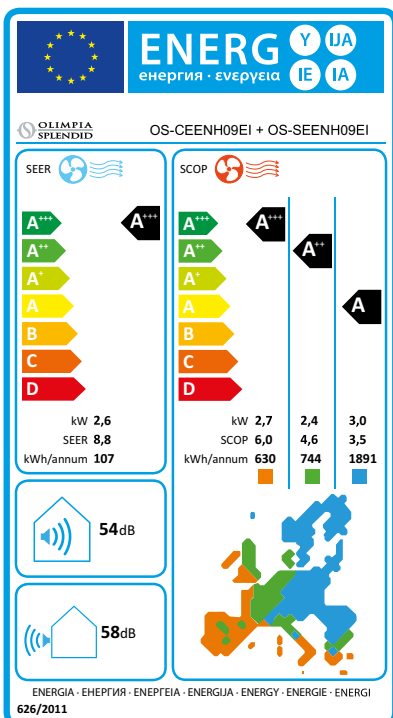 ENERG
енергия · ενεργεια
Y IJA
IE IA
OLIMPIA
SPLENDID
OS-CEENH09EI + OS-SEENH09EI
SEER
A+++
A++
A+
A
B
C
D
A+++
kW 2,6
SEER 8,8
kWh/annum 107
SCOP
A+++
A++
A+
A
B
C
D
A+++
A++
A
kW 2,7 2,4 3,0
SCOP 6,0 4,6 3,5
kWh/annum 630 744 1891
54dB
58dB
ENERGIA · ЕНЕРГИЯ · ΕΝΕΡΓΕΙΑ · ENERGIJA · ENERGY · ENERGIE · ENERGI
626/2011